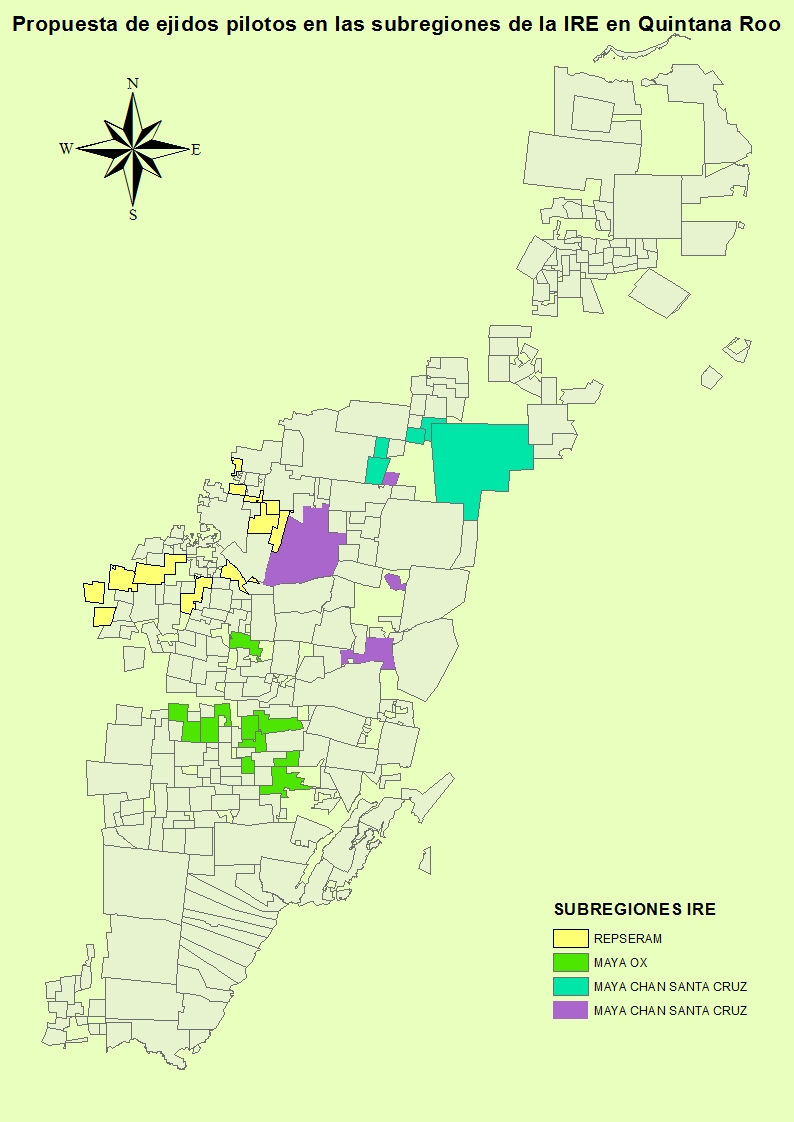 Propuesta de ejidos pilotos en las subregiones de la IRE en Quintana Roo
N
W E
S
SUBREGIONES IRE
REPSERAM
MAYA OX
MAYA CHAN SANTA CRUZ
MAYA CHAN SANTA CRUZ